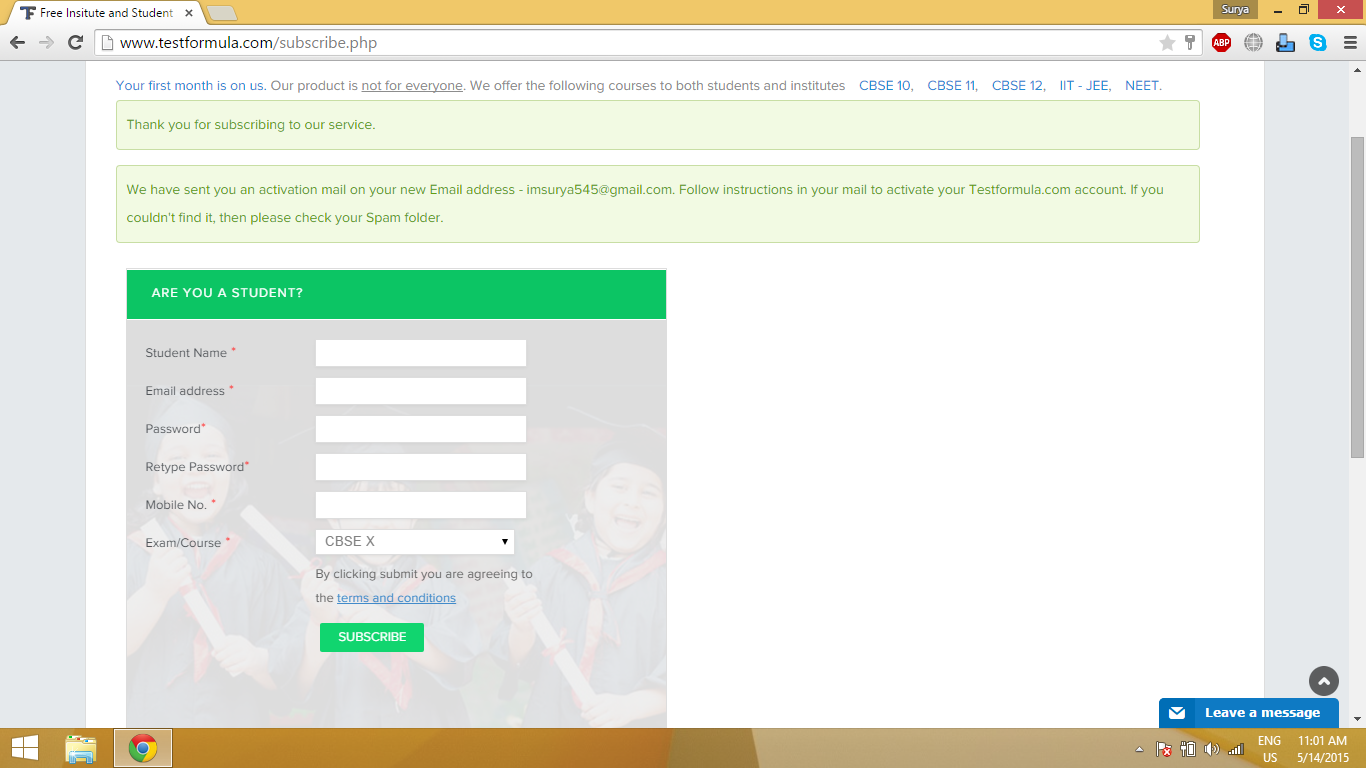 Free Insitute and Student
Surya
www.testformula.com/subscribe.php
ABP
Your first month is on us. Our product is not for everyone. We offer the following courses to both students and institutes CBSE 10, CBSE 11, CBSE 12, IIT - JEE, NEET.
Thank you for subscribing to our service.
We have sent you an activation mail on your new Email address - imsurya545@gmail.com. Follow instructions in your mail to activate your Testformula.com account. If you
couldn't find it, then please check your Spam folder.
ARE YOU A STUDENT?
Student Name *
Email address *
Password*
Retype Password*
Mobile No. *
Exam/Course * CBSE X
By clicking submit you are agreeing to
the terms and conditions
SUBSCRIBE
Leave a message
ENG 11:01 AM
US 5/14/2015